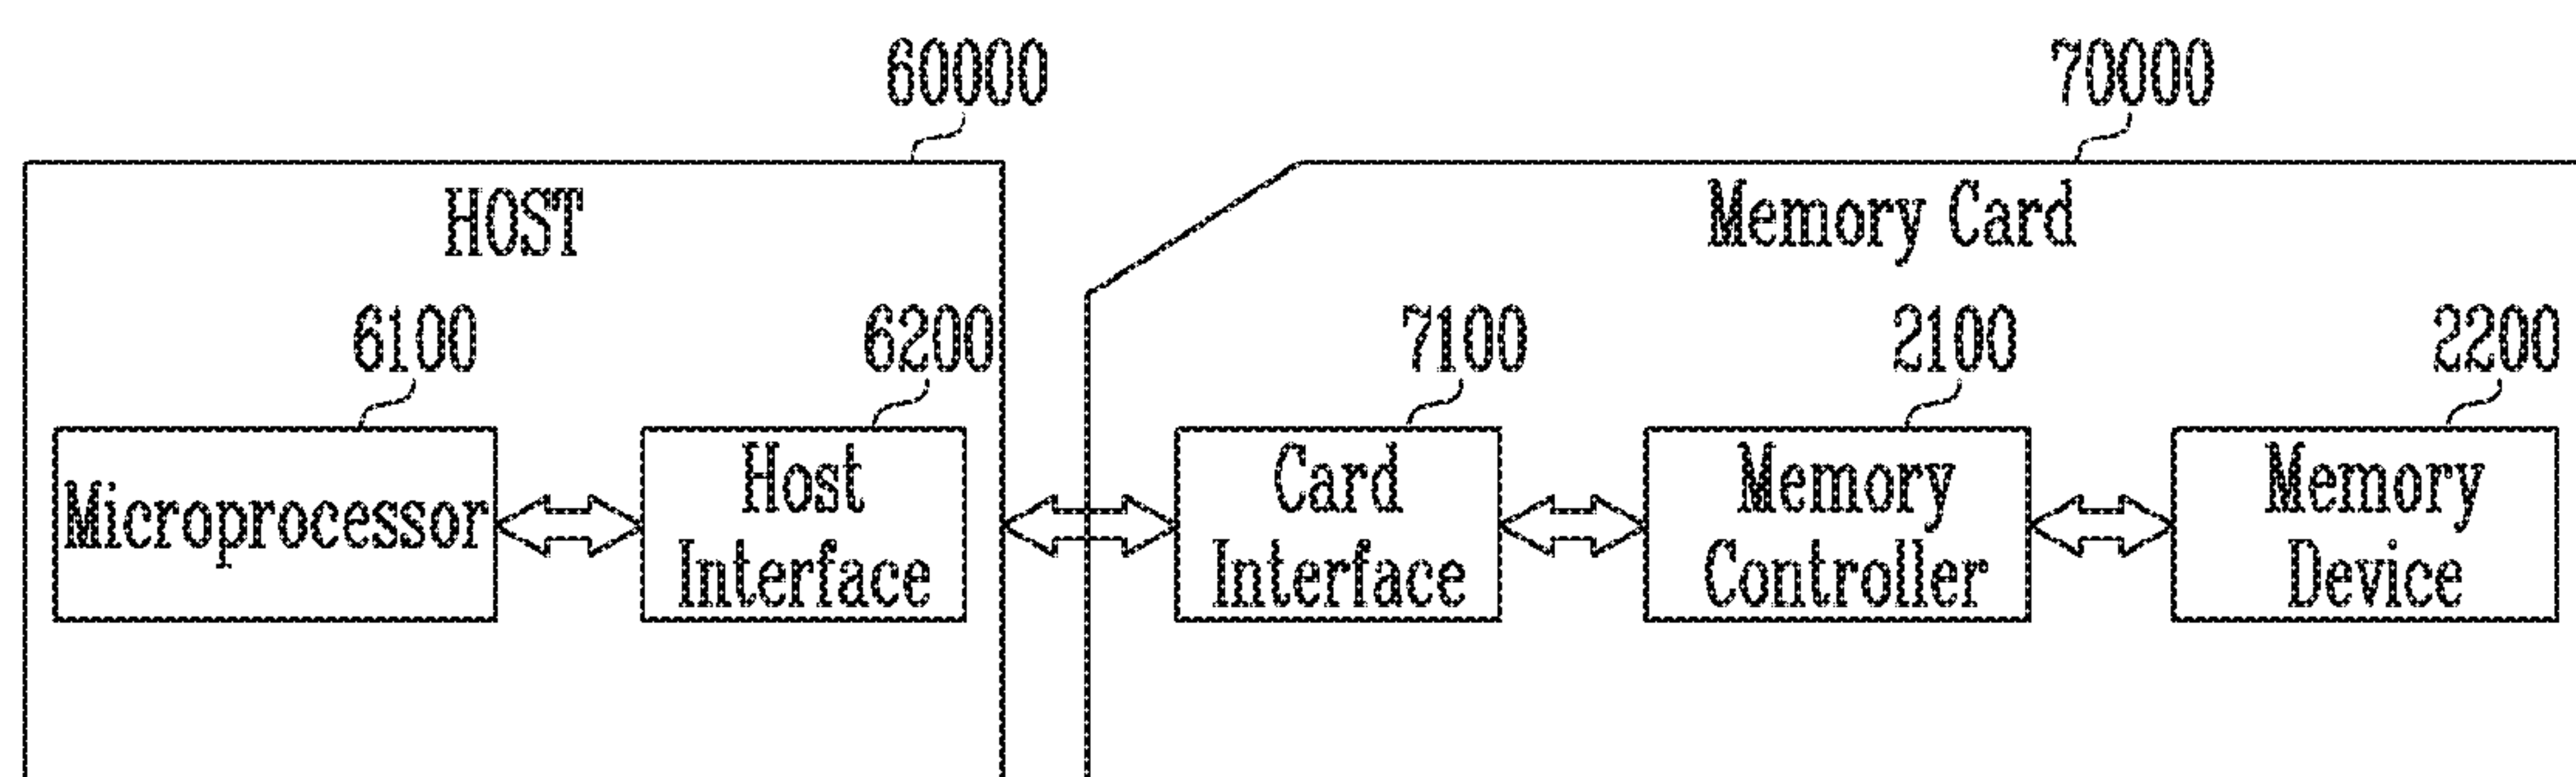 60000
70000
HOST
Memory Card
6100
6200
7100
2100
2200
Microprocessor
Host
Interface
Card
Interface
Memory
Controller
Memory
Device